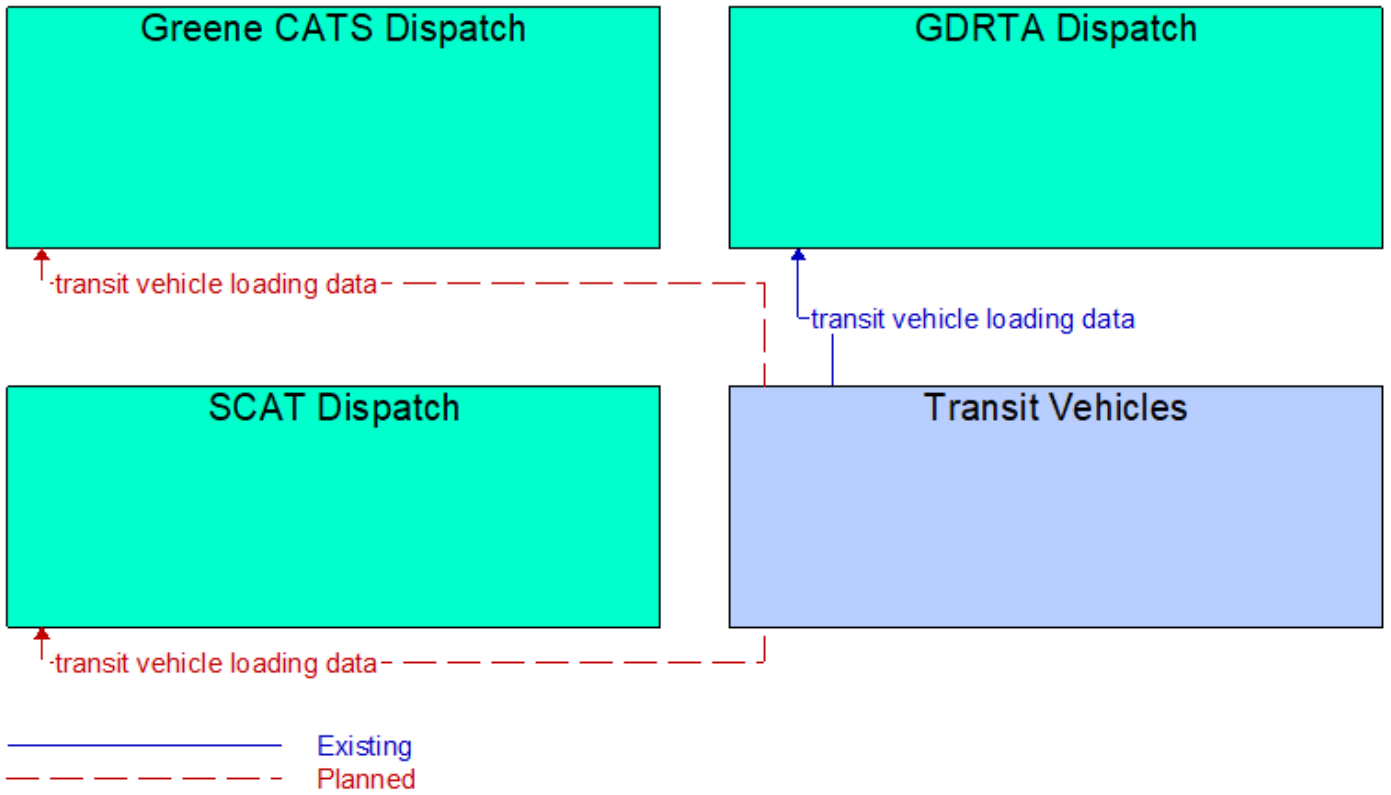 Greene CATS Dispatch
GDRTA Dispatch
transit vehicle loading data
transit vehicle loading data
SCAT Dispatch
Transit Vehicles
transit vehicle loading data
Existing
Planned